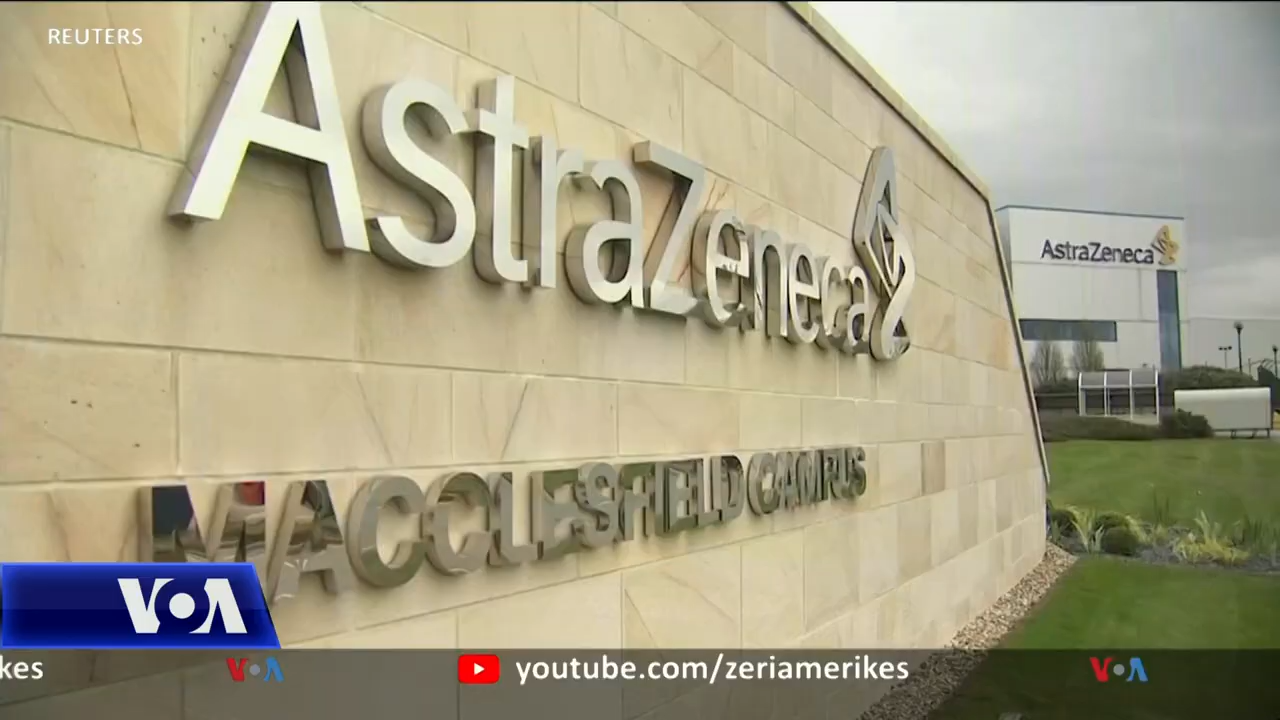 REUTERS
AstraZeneca
AstraZeneca
MACCLESFIELD CAMPUS
VOA
kes
VOA
youtube.com/zeriamerikes
VOA